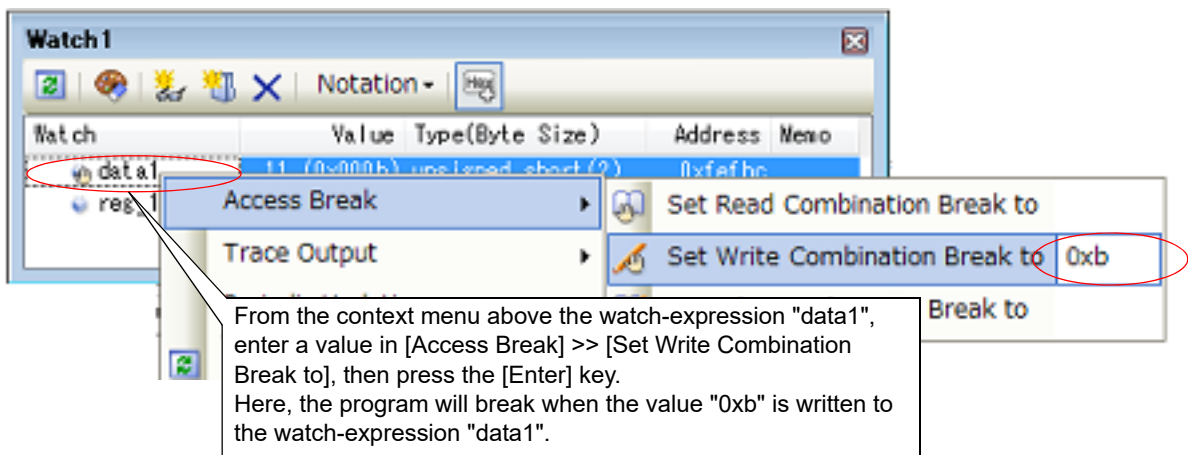 Watch1
Notation
Hex
Watch Value Type(Byte Size) Address Memo
data1 11 (0x000b) unsigned short(2)
Access Break Set Read Combination Break to
Trace Output Set Write Combination Break to 0xb
Break to
From the context menu above the watch-expression "data1",
enter a value in [Access Break] >> [Set Write Combination
Break to], then press the [Enter] key.
Here, the program will break when the value "0xb" is written to
the watch-expression "data1".